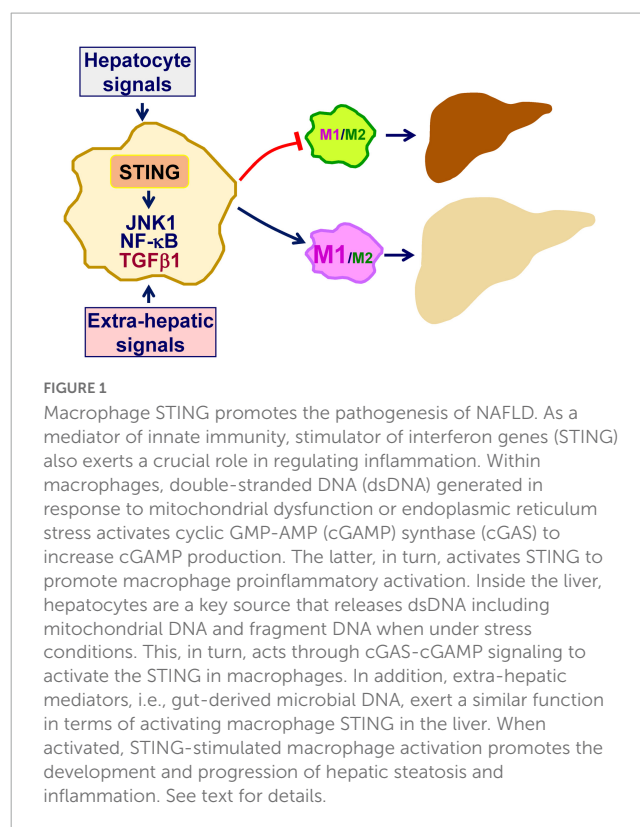 Hepatocyte
signals
STING
JNK1
NF-κB
TGFβ1
Extra-hepatic
signals
M1/M2
M1/M2
FIGURE 1
Macrophage STING promotes the pathogenesis of NAFLD. As a
mediator of innate immunity, stimulator of interferon genes (STING)
also exerts a crucial role in regulating inflammation. Within
macrophages, double-stranded DNA (dsDNA) generated in
response to mitochondrial dysfunction or endoplasmic reticulum
stress activates cyclic GMP-AMP (cGAMP) synthase (cGAS) to
increase cGAMP production. The latter, in turn, activates STING to
promote macrophage proinflammatory activation. Inside the liver,
hepatocytes are a key source that releases dsDNA including
mitochondrial DNA and fragment DNA when under stress
conditions. This, in turn, acts through cGAS-cGAMP signaling to
activate the STING in macrophages. In addition, extra-hepatic
mediators, i.e., gut-derived microbial DNA, exert a similar function
in terms of activating macrophage STING in the liver. When
activated, STING-stimulated macrophage activation promotes the
development and progression of hepatic steatosis and
inflammation. See text for details.